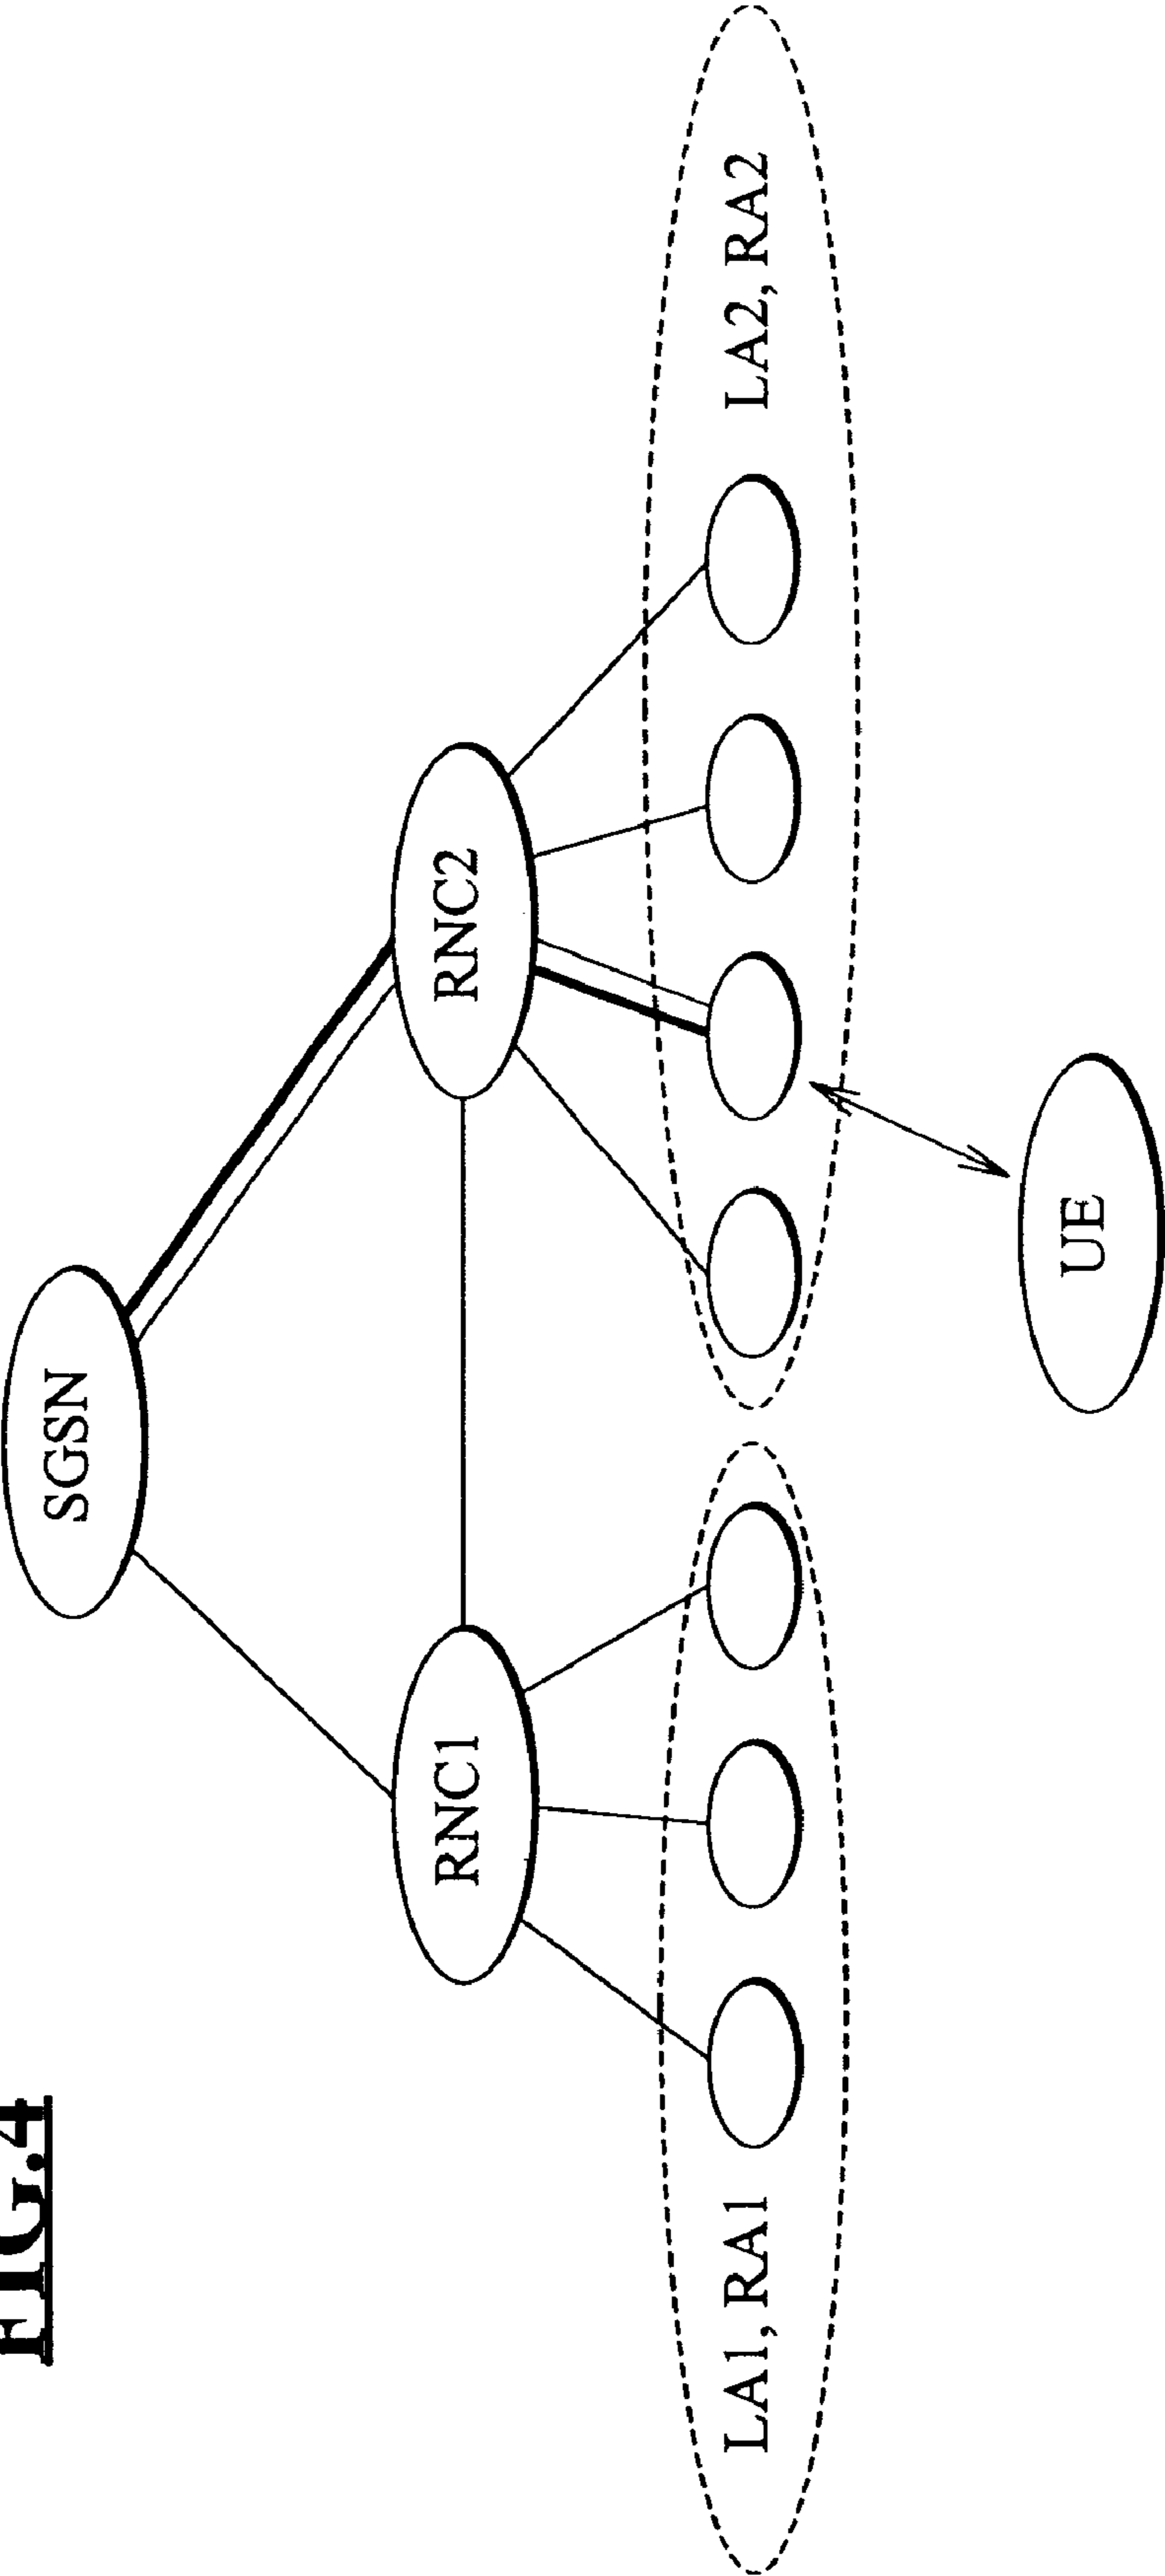 FIG.4
SGSN
RNC1
RNC2
LA1, RA1
LA2, RA2
UE